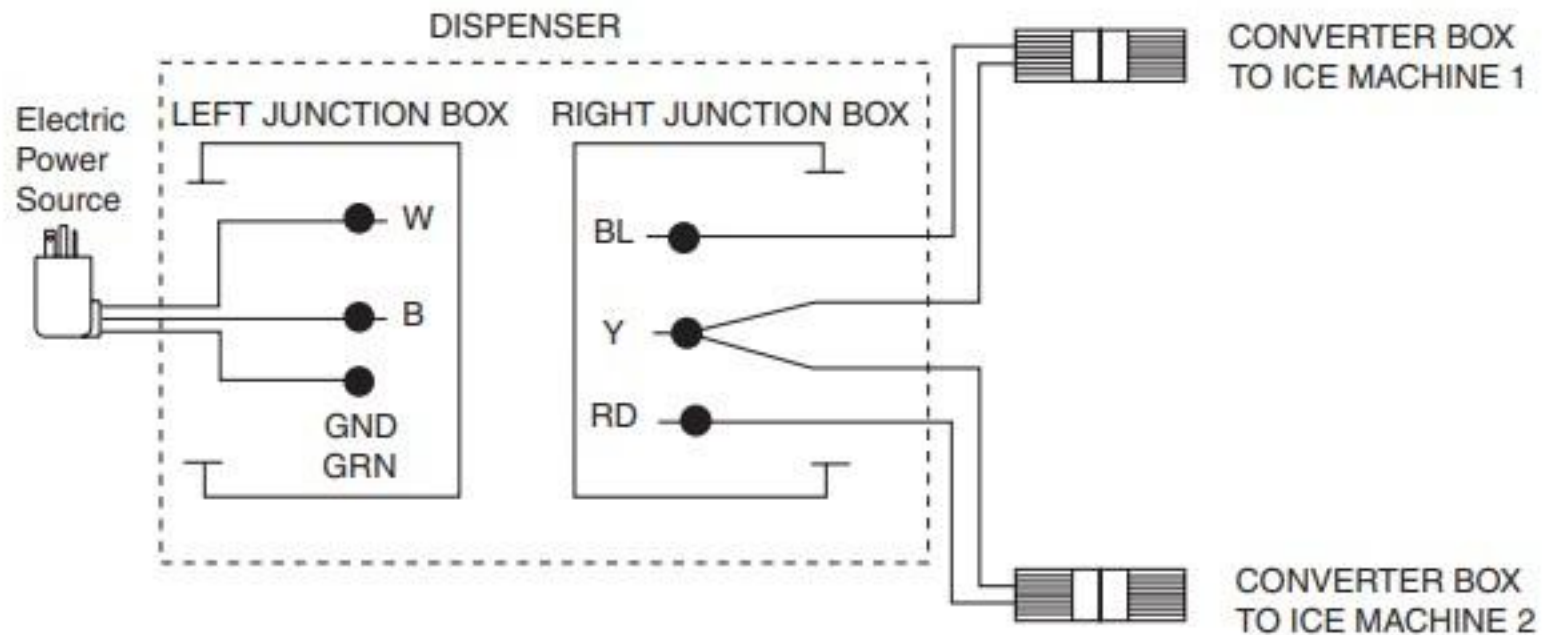 DISPENSER
CONVERTER BOX
TO ICE MACHINE 1
Electric
Power
Source
LEFT JUNCTION BOX
RIGHT JUNCTION BOX
W
B
GND
GRN
BL
Y
RD
CONVERTER BOX
TO ICE MACHINE 2